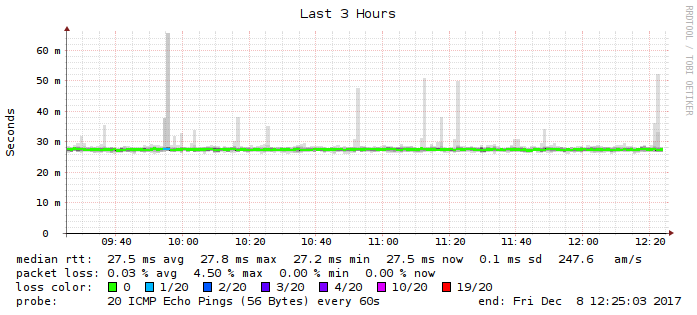 Last 3 Hours
RRDTOOL / TOBI OETIKER
Seconds
60 m
50 m
40 m
30 m
20 m
10 m
0
09:40 10:00 10:20 10:40 11:00 11:20 11:40 12:00 12:20
median rtt: 27.5 ms avg 27.8 ms max 27.2 ms min 27.5 ms now 0.1 ms sd 247.6 am/s
packet loss: 0.03 % avg 4.50 % max 0.00 % min 0.00 % now
loss color: 0 1/20 2/20 3/20 4/20 10/20 19/20
probe: 20 ICMP Echo Pings (56 Bytes) every 60s end: Fri Dec 8 12:25:03 2017